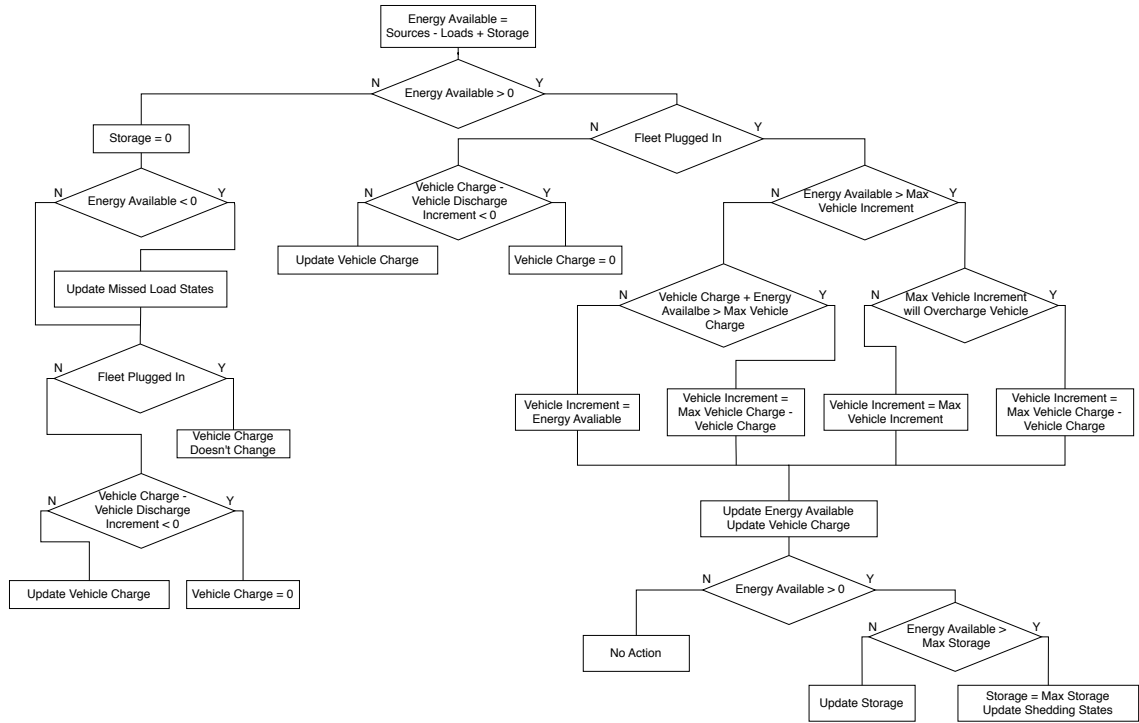 Energy Available =
Sources - Loads + Storage
N
Y
Energy Available > 0
Storage = 0
N
Y
Fleet Plugged In
N
Y
Energy Available < 0
N
Y
Vehicle Charge -
Vehicle Discharge
Increment < 0
N
Y
Energy Available > Max
Vehicle Increment
Update Vehicle Charge
Vehicle Charge = 0
Update Missed Load States
N
Y
Vehicle Charge + Energy
Availalbe > Max Vehicle
Charge
N
Y
Max Vehicle Increment
will Overcharge Vehicle
N
Y
Fleet Plugged In
Vehicle Charge
Doesn't Change
Vehicle Increment =
Energy Avaliable
Vehicle Increment =
Max Vehicle Charge -
Vehicle Charge
Vehicle Increment = Max
Vehicle Increment
Vehicle Increment =
Max Vehicle Charge -
Vehicle Charge
N
Y
Vehicle Charge -
Vehicle Discharge
Increment < 0
Update Energy Available
Update Vehicle Charge
Update Vehicle Charge
Vehicle Charge = 0
N
Y
Energy Available > 0
No Action
N
Y
Energy Available >
Max Storage
Update Storage
Storage = Max Storage
Update Shedding States